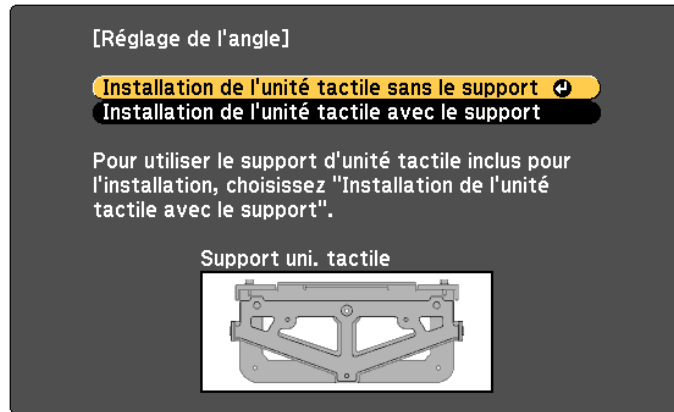 [Réglage de l'angle]
Installation de l'unité tactile sans le support
Installation de l'unité tactile avec le support
Pour utiliser le support d'unité tactile inclus pour
l'installation, choisissez "Installation de l'unité
tactile avec le support".
Support uni. tactile